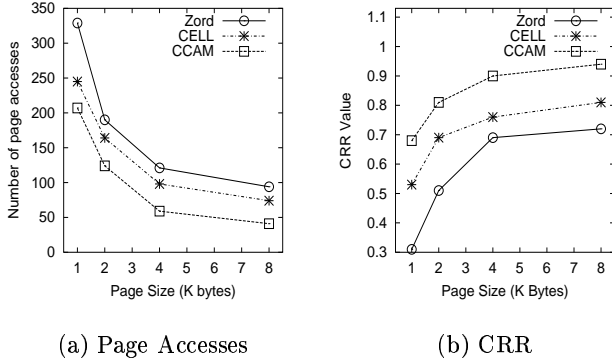 350
300
250
200
150
100
50
0
Number of page accesses
Zord
CELL
CCAM
1 2 3 4 5 6 7 8
Page Size (K bytes)
(a) Page Accesses
1.1
1
0.9
0.8
0.7
0.6
0.5
0.4
0.3
CRR Value
Zord
CELL
CCAM
1 2 3 4 5 6 7 8
Page Size (K Bytes)
(b) CRR